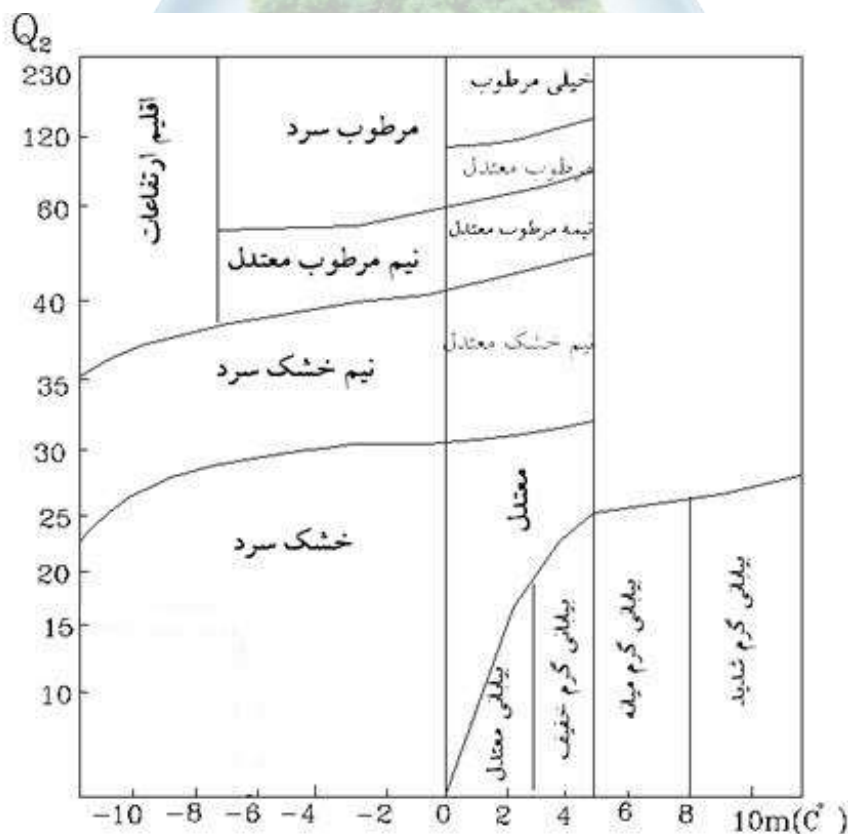 Q2
230
120
60
40
35
30
25
20
15
10
اقلیم ارتفاعات
مرطوب سرد
خیلی مرطوب
مرطوب معتدل
نیمه مرطوب معتدل
نیم مرطوب معتدل
نیم خشک معتدل
نیم خشک سرد
معتدل
خشک سرد
بیابانی معتدل
بیابانی گرم خفیف
بیابانی گرم میانه
بیابانی گرم شدید
-10 -8 -6 -4 -2 0 2 4 6 8 10m(C°)